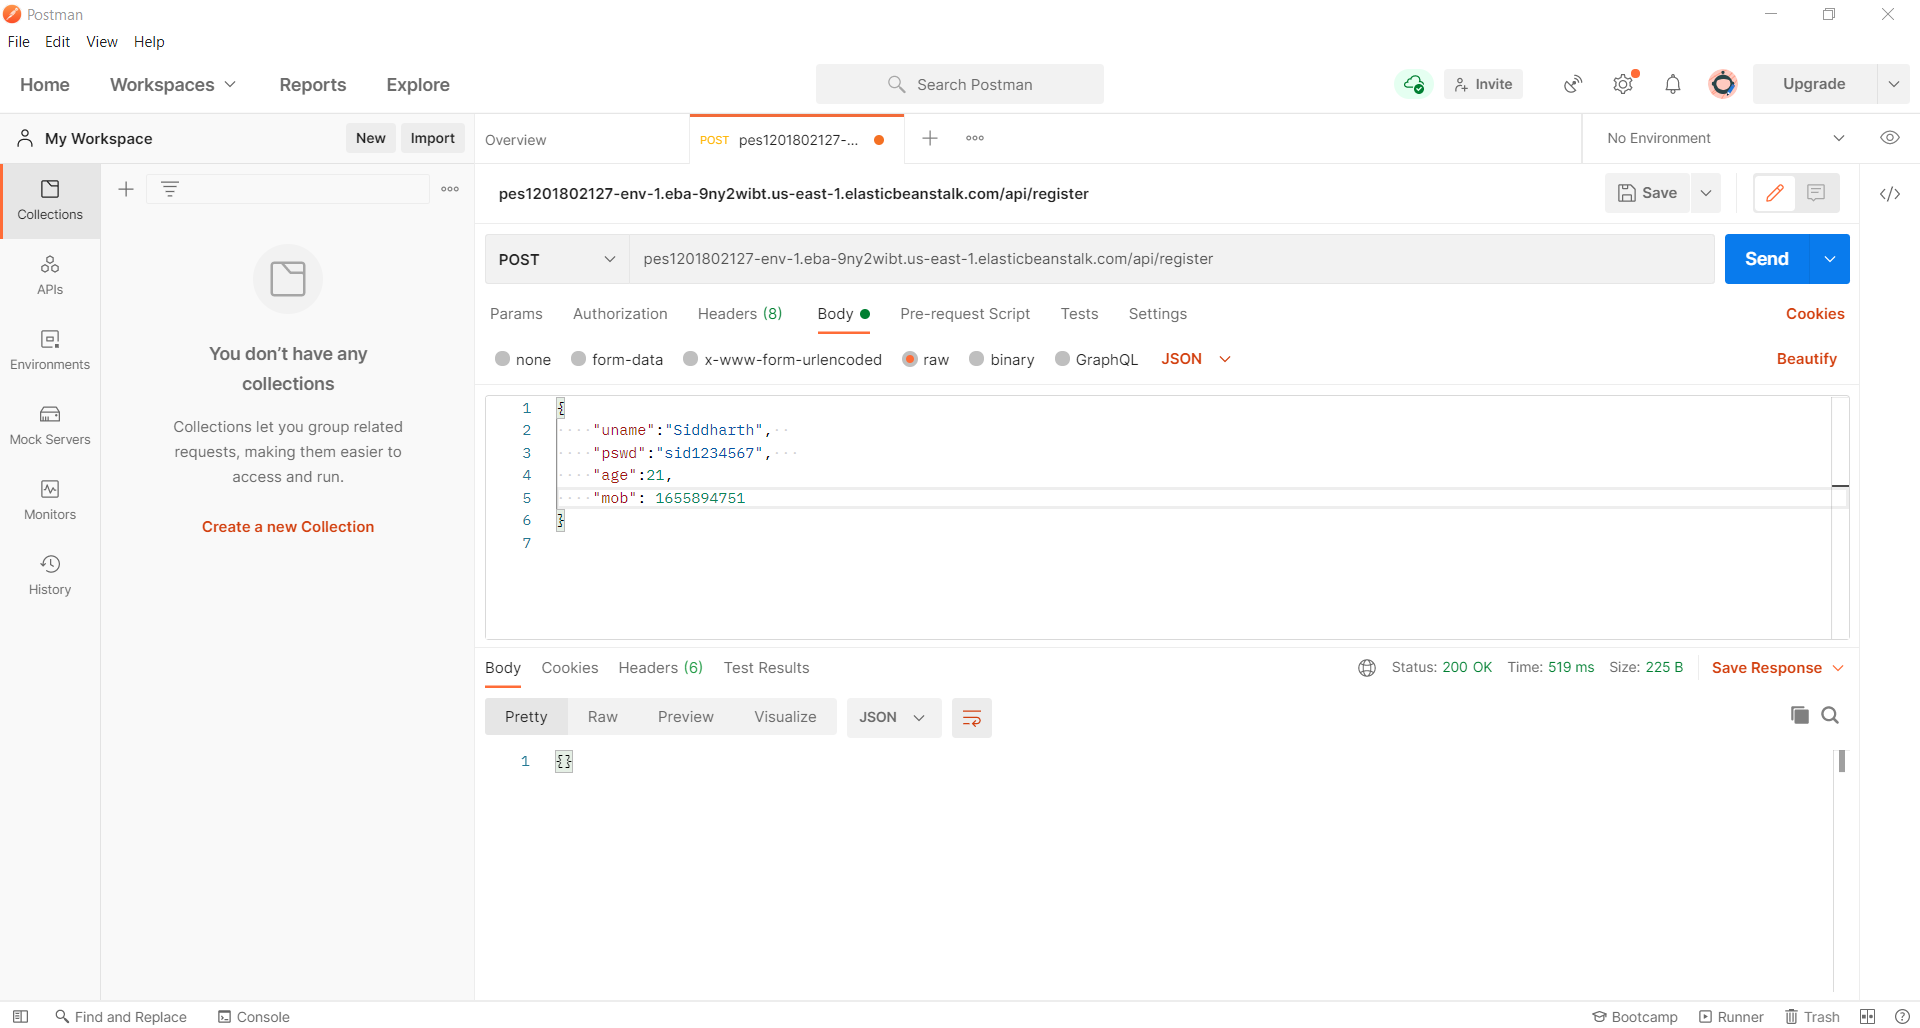 Postman
File Edit View Help
Home Workspaces Reports Explore Search Postman Invite Upgrade
My Workspace New Import Overview POST pes1201802127-... No Environment
Collections
APIs
Environments
Mock Servers
Monitors
History
You don't have any
collections
Collections let you group related
requests, making them easier to
access and run.
Create a new Collection
pes1201802127-env-1.eba-9ny2wibt.us-east-1.elasticbeanstalk.com/api/register Save
POST pes1201802127-env-1.eba-9ny2wibt.us-east-1.elasticbeanstalk.com/api/register Send
Params Authorization Headers (8) Body Pre-request Script Tests Settings Cookies
none form-data x-www-form-urlencoded raw binary GraphQL JSON Beautify
1 {
2 "uname":"Siddharth",
3 "pswd":"sid1234567",
4 "age":21,
5 "mob": 1655894751
6 }
7
Body Cookies Headers (6) Test Results Status: 200 OK Time: 519 ms Size: 225 B Save Response
Pretty Raw Preview Visualize JSON
1 {}
Find and Replace Console Bootcamp Runner Trash